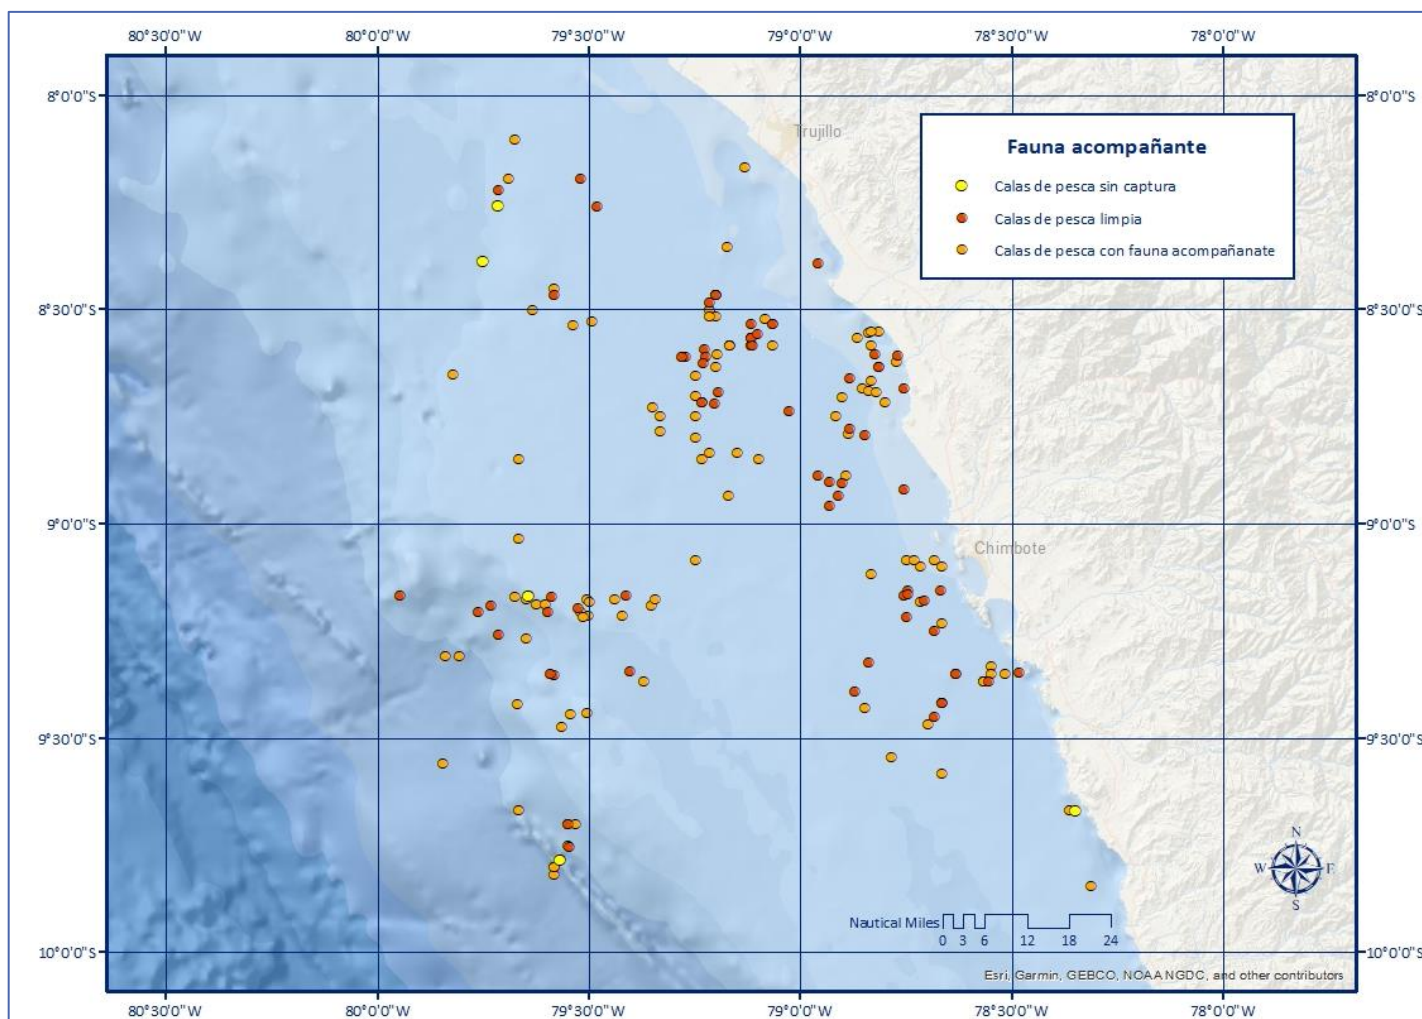 80°30'0"W 80°0'0"W 79°30'0"W 79°0'0"W 78°30'0"W 78°0'0"W
8°0'0"S 8°0'0"S
Trujillo
Fauna acompañante
Calas de pesca sin captura
Calas de pesca limpia
Calas de pesca con fauna acompañanate
8°30'0"S 8°30'0"S
9°0'0"S 9°0'0"S
Chimbote
9°30'0"S 9°30'0"S
N
W E
S
Nautical Miles
0 3 6 12 18 24
10°0'0"S 10°0'0"S
Esri, Garmin, GEBCO, NOAA NGDC, and other contributors
80°30'0"W 80°0'0"W 79°30'0"W 79°0'0"W 78°30'0"W 78°0'0"W